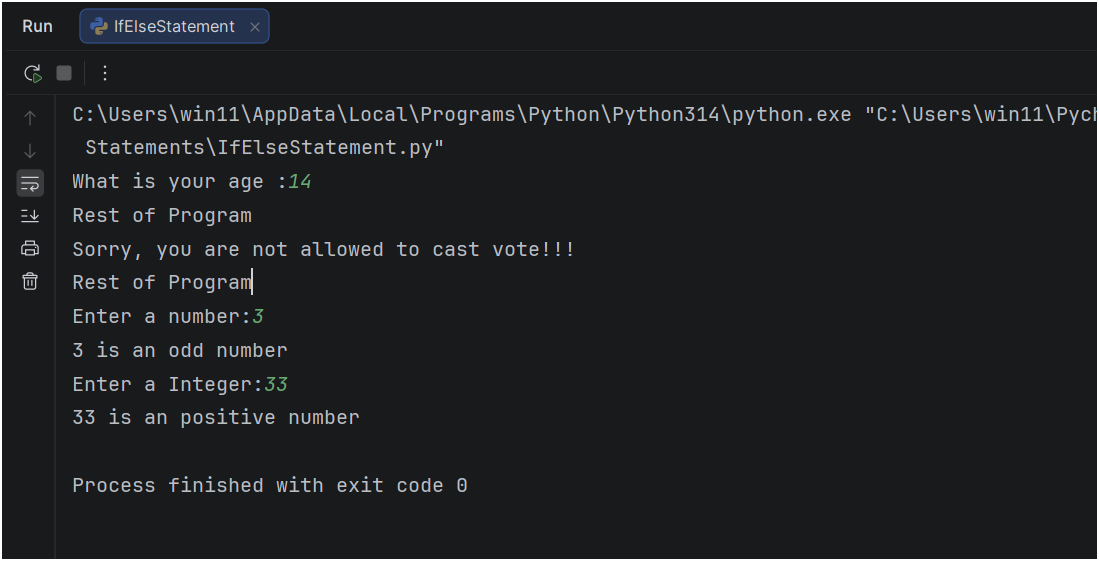 Run IfElseStatement
C:\Users\win11\AppData\Local\Programs\Python\Python314\python.exe "C:\Users\win11\Pych
Statements\IfElseStatement.py"
What is your age :14
Rest of Program
Sorry, you are not allowed to cast vote!!!
Rest of Program
Enter a number:3
3 is an odd number
Enter a Integer:33
33 is an positive number
Process finished with exit code 0